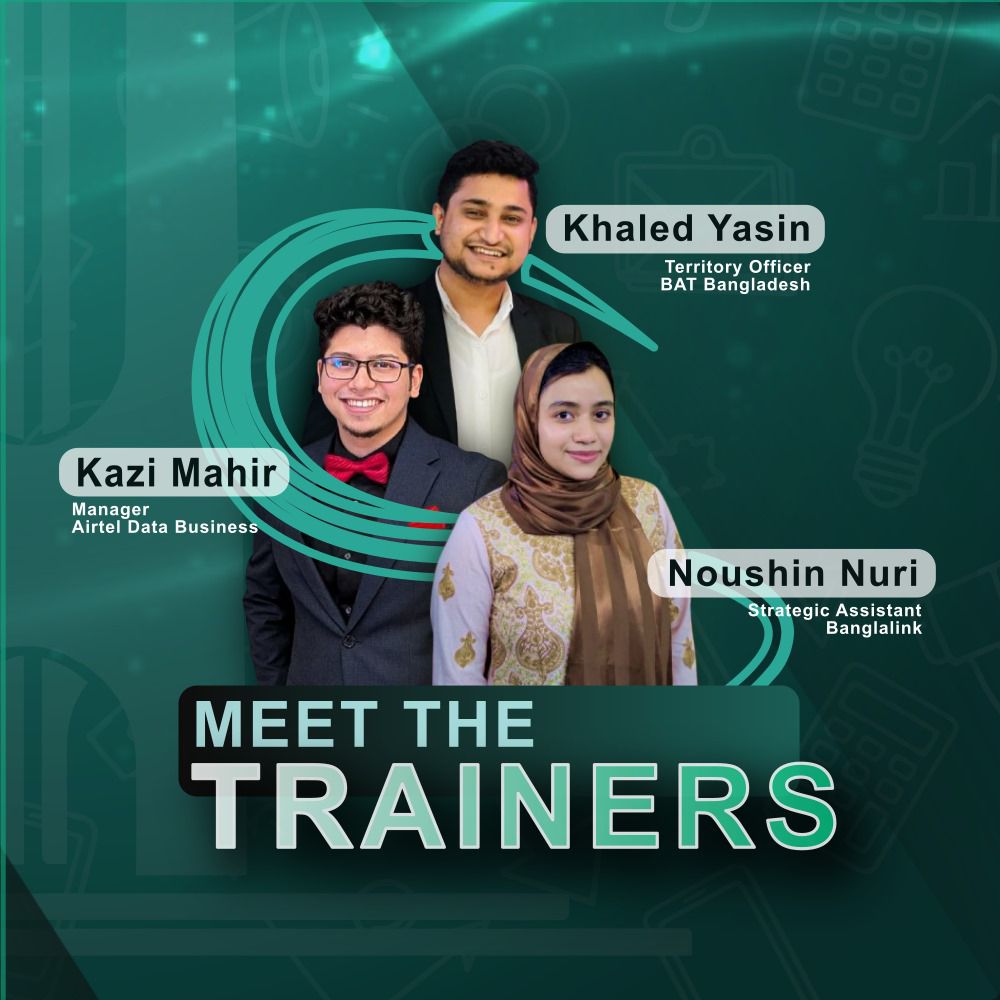 Khaled Yasin
Territory Officer
BAT Bangladesh
Kazi Mahir
Manager
Airtel Data Business
Noushin Nuri
Strategic Assistant
Banglalink
MEET THE
TRAINERS